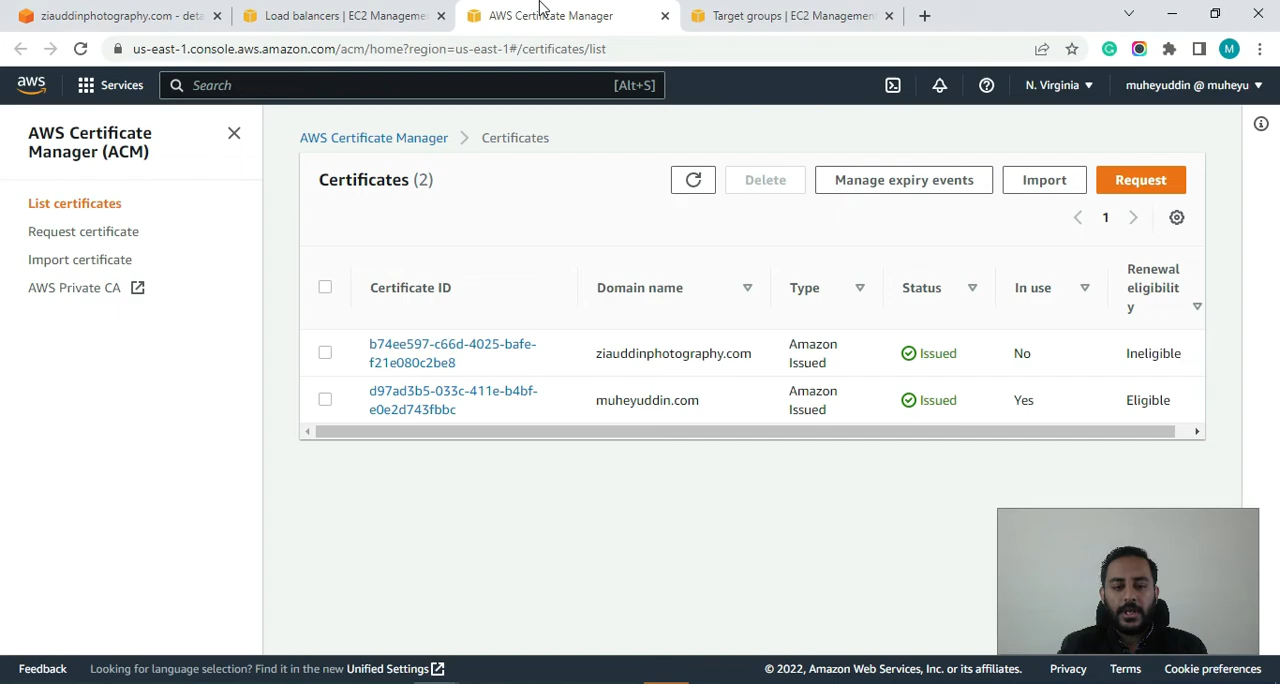 ziauddinphotography.com - deta
Load balancers | EC2 Manageme
AWS Certificate Manager
Target groups | EC2 Management
us-east-1.console.aws.amazon.com/acm/home?region=us-east-1#/certificates/list
M
aws
Services
Search
[Alt+S]
N. Virginia
muheyuddin @ muheyu
AWS Certificate
Manager (ACM)
List certificates
Request certificate
Import certificate
AWS Private CA
AWS Certificate Manager
Certificates
Certificates (2)
Delete
Manage expiry events
Import
Request
1
Certificate ID
Domain name
Type
Status
In use
Renewal
eligibilit
y
b74ee597-c66d-4025-bafe-
f21e080c2be8
ziauddinphotography.com
Amazon
Issued
Issued
No
Ineligible
d97ad3b5-033c-411e-b4bf-
e0e2d743fbbc
muheyuddin.com
Amazon
Issued
Issued
Yes
Eligible
Feedback
Looking for language selection? Find it in the new Unified Settings
© 2022, Amazon Web Services, Inc. or its affiliates.
Privacy
Terms
Cookie preferences